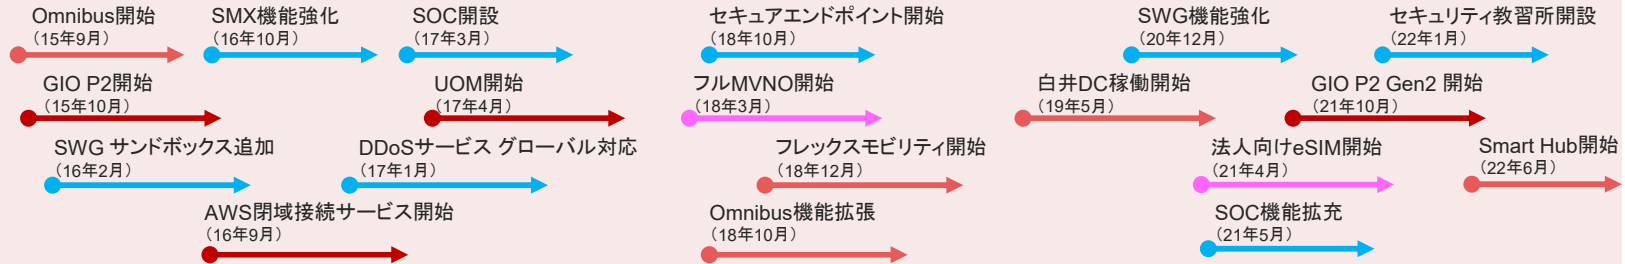 Omnibus開始
（15年9月）
SMX機能強化
（16年10月）
SOC開設
（17年3月）
セキュアエンドポイント開始
（18年10月）
SWG機能強化
（20年12月）
セキュリティ教習所開設
（22年1月）
GIO P2開始
（15年10月）
UOM開始
（17年4月）
フルMVNO開始
（18年3月）
白井DC稼働開始
（19年5月）
GIO P2 Gen2 開始
（21年10月）
SWG サンドボックス追加
（16年2月）
DDoSサービス グローバル対応
（17年1月）
フレックスモビリティ開始
（18年12月）
法人向けeSIM開始
（21年4月）
Smart Hub開始
（22年6月）
AWS閉域接続サービス開始
（16年9月）
Omnibus機能拡張
（18年10月）
SOC機能拡充
（21年5月）